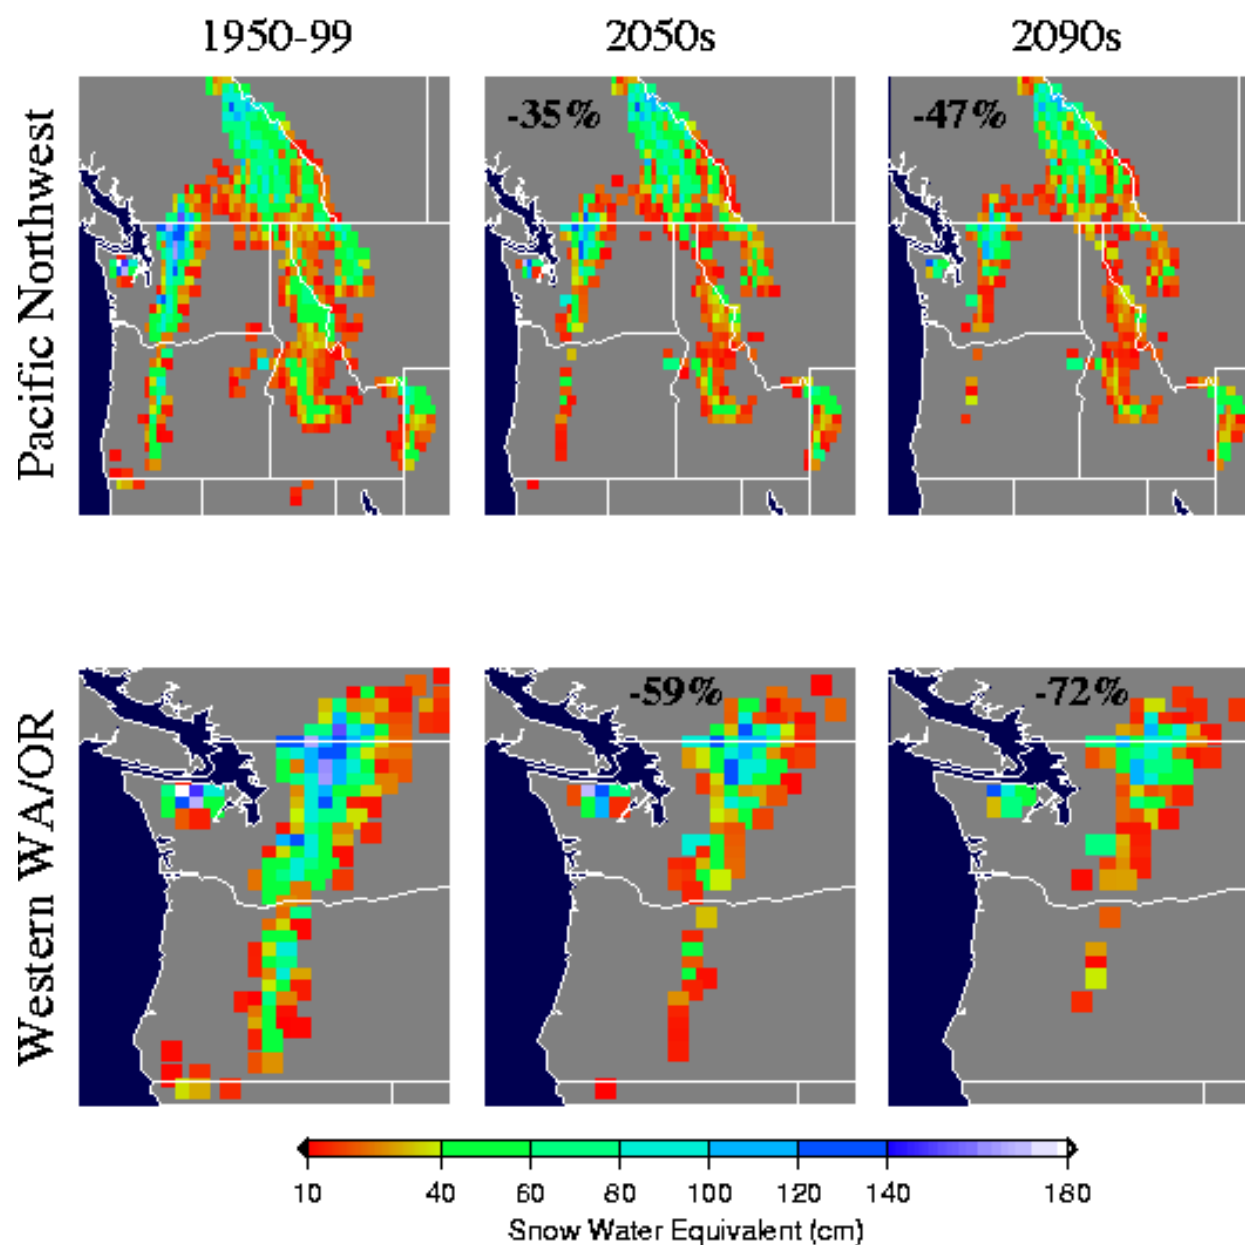 1950-99 2050s 2090s
Pacific Northwest
-35% -47%
Western WA/OR
-59% -72%
10 40 60 80 100 120 140 180
Snow Water Equivalent (cm)